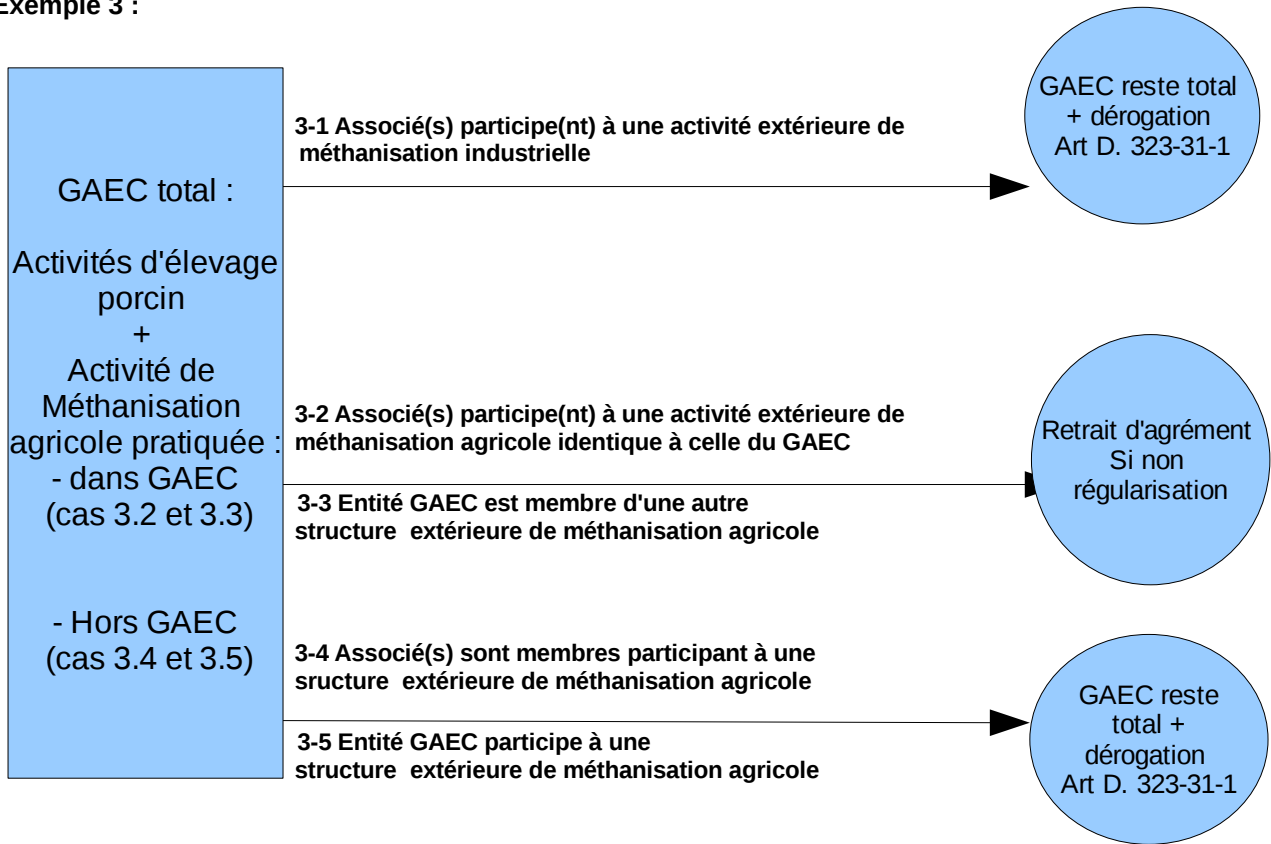 Exemple 3 :
GAEC total :
Activités d'élevage
porcin
+
Activité de
Méthanisation
agricole pratiquée :
- dans GAEC
(cas 3.2 et 3.3)
- Hors GAEC
(cas 3.4 et 3.5)
3-1 Associé(s) participe(nt) à une activité extérieure de
méthanisation industrielle
GAEC reste total
+ dérogation
Art D. 323-31-1
3-2 Associé(s) participe(nt) à une activité extérieure de
méthanisation agricole identique à celle du GAEC
3-3 Entité GAEC est membre d'une autre
structure extérieure de méthanisation agricole
Retrait d'agrément
Si non
régularisation
3-4 Associé(s) sont membres participant à une
sructure extérieure de méthanisation agricole
3-5 Entité GAEC participe à une
structure extérieure de méthanisation agricole
GAEC reste
total +
dérogation
Art D. 323-31-1